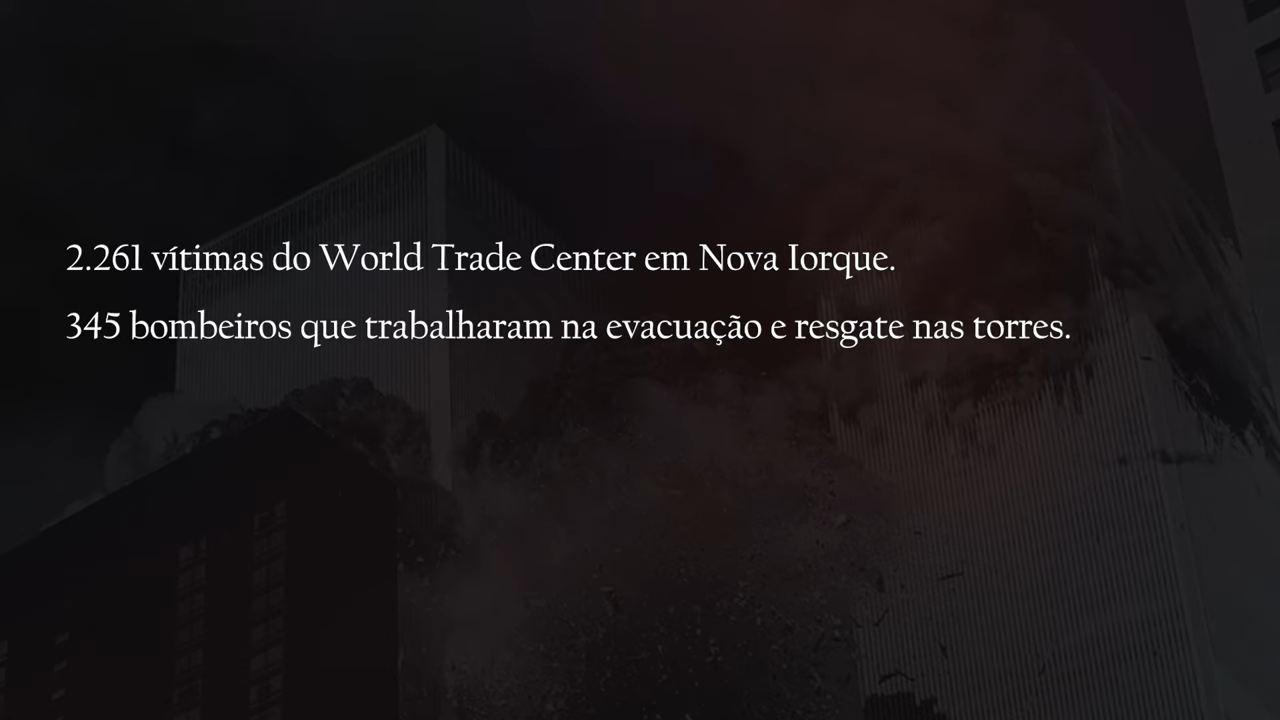 2.261 vítimas do World Trade Center em Nova Iorque.
345 bombeiros que trabalharam na evacuação e resgate nas torres.